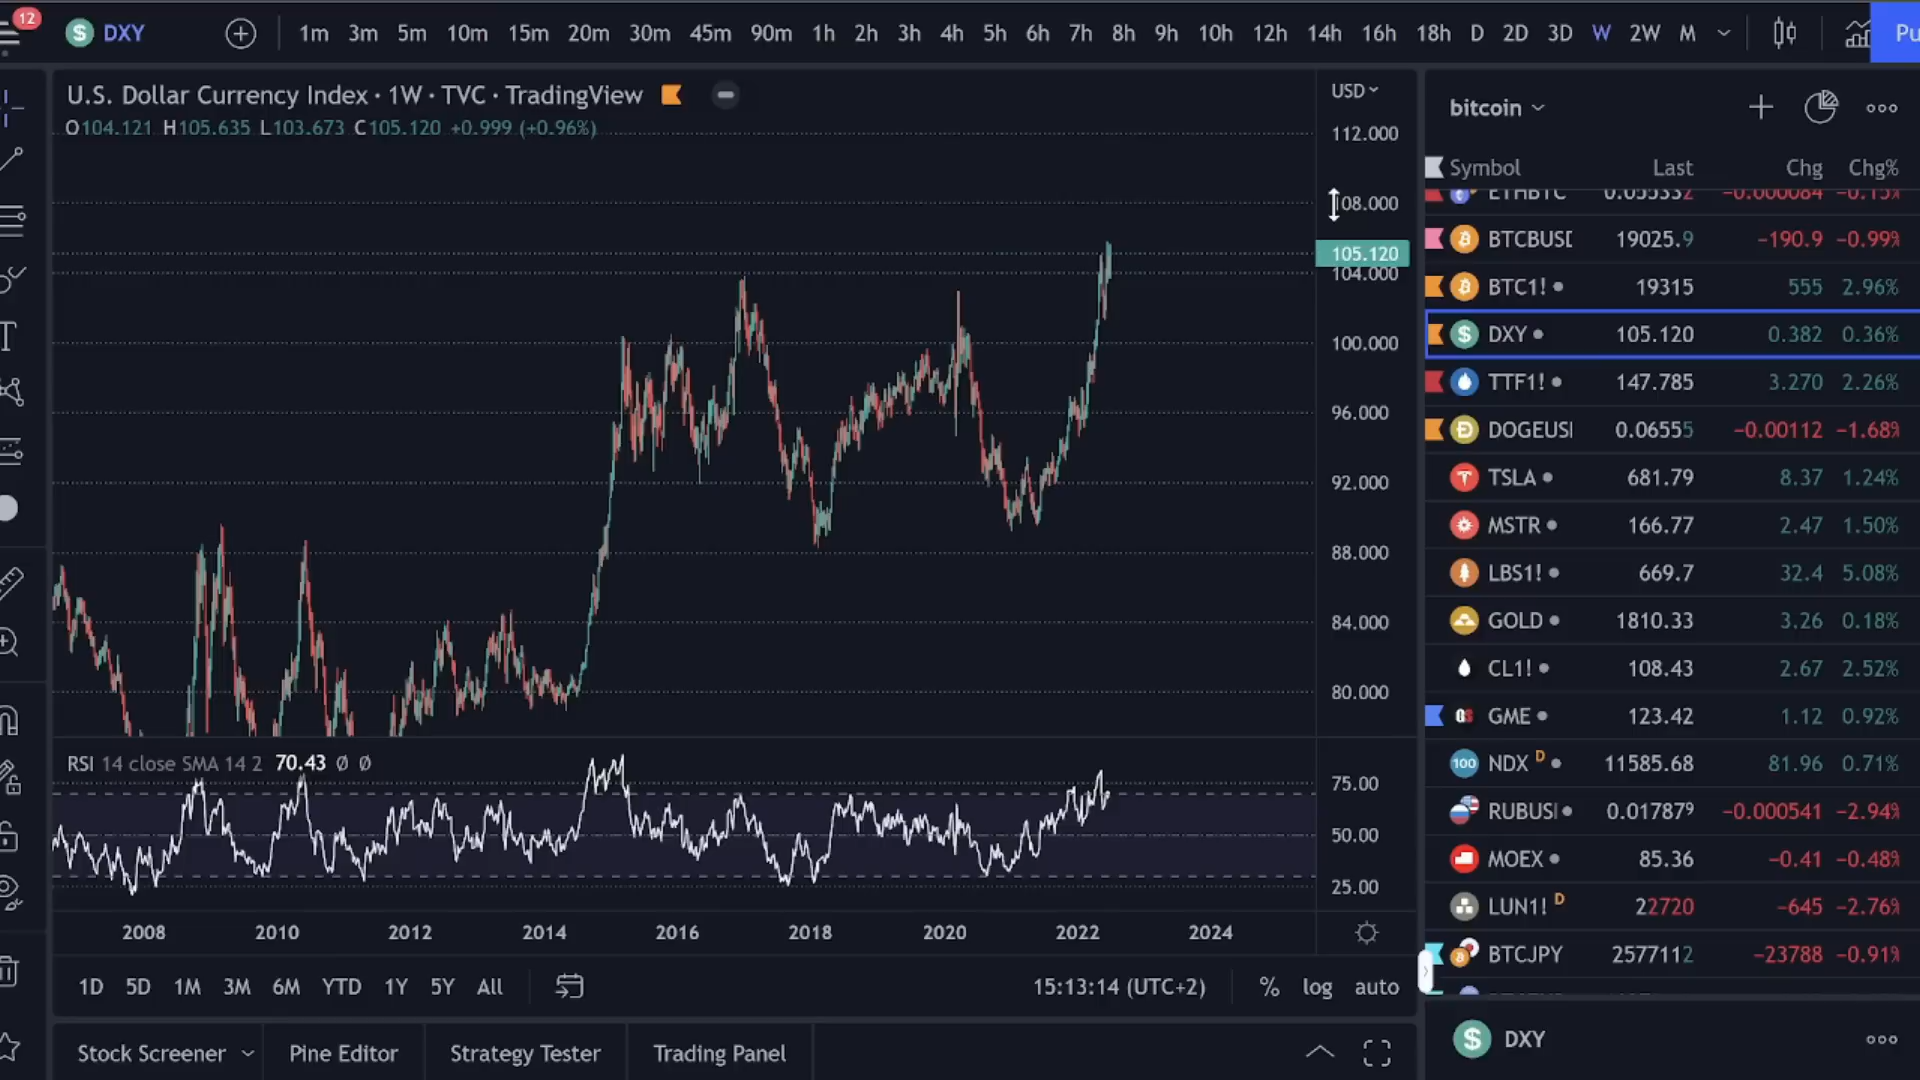 12
DXY
1m 3m 5m 10m 15m 20m 30m 45m 90m 1h 2h 3h 4h 5h 6h 7h 8h 9h 10h 12h 14h 16h 18h D 2D 3D W 2W M
Pu
U.S. Dollar Currency Index · 1W · TVC · TradingView
O104.121 H105.635 L103.673 C105.120 +0.999 (+0.96%)
USD
112.000
108.000
105.120
104.000
100.000
96.000
92.000
88.000
84.000
80.000
RSI 14 close SMA 14 2 70.43 Ø Ø
75.00
50.00
25.00
2008 2010 2012 2014 2016 2018 2020 2022 2024
1D 5D 1M 3M 6M YTD 1Y 5Y All
15:13:14 (UTC+2) % log auto
Stock Screener Pine Editor Strategy Tester Trading Panel
bitcoin
Symbol Last Chg Chg%
ETHBTC 0.055332 −0.000084 −0.15%
BTCBUSD 19025.9 −190.9 −0.99%
BTC1! 19315 555 2.96%
DXY 105.120 0.382 0.36%
TTF1! 147.785 3.270 2.26%
DOGEUSD 0.06555 −0.00112 −1.68%
TSLA 681.79 8.37 1.24%
MSTR 166.77 2.47 1.50%
LBS1! 669.7 32.4 5.08%
GOLD 1810.33 3.26 0.18%
CL1! 108.43 2.67 2.52%
GME 123.42 1.12 0.92%
100 NDX D 11585.68 81.96 0.71%
RUBUSD 0.017879 −0.000541 −2.94%
MOEX 85.36 −0.41 −0.48%
LUN1! D 22720 −645 −2.76%
BTCJPY 2577112 −23788 −0.91%
DXY